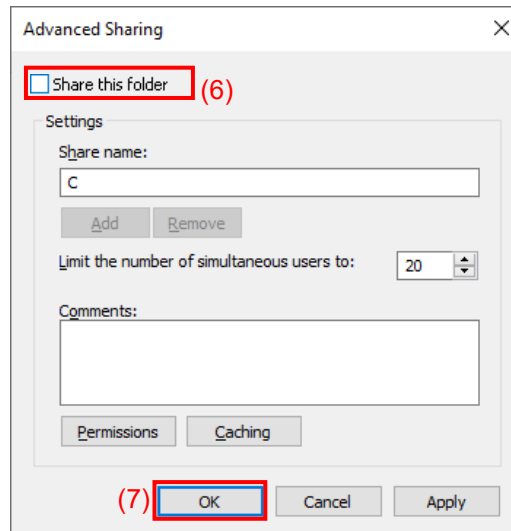 Advanced Sharing
Share this folder (6)
Settings
Share name:
C
Add Remove
Limit the number of simultaneous users to: 20
Comments:
Permissions Caching
(7) OK Cancel Apply